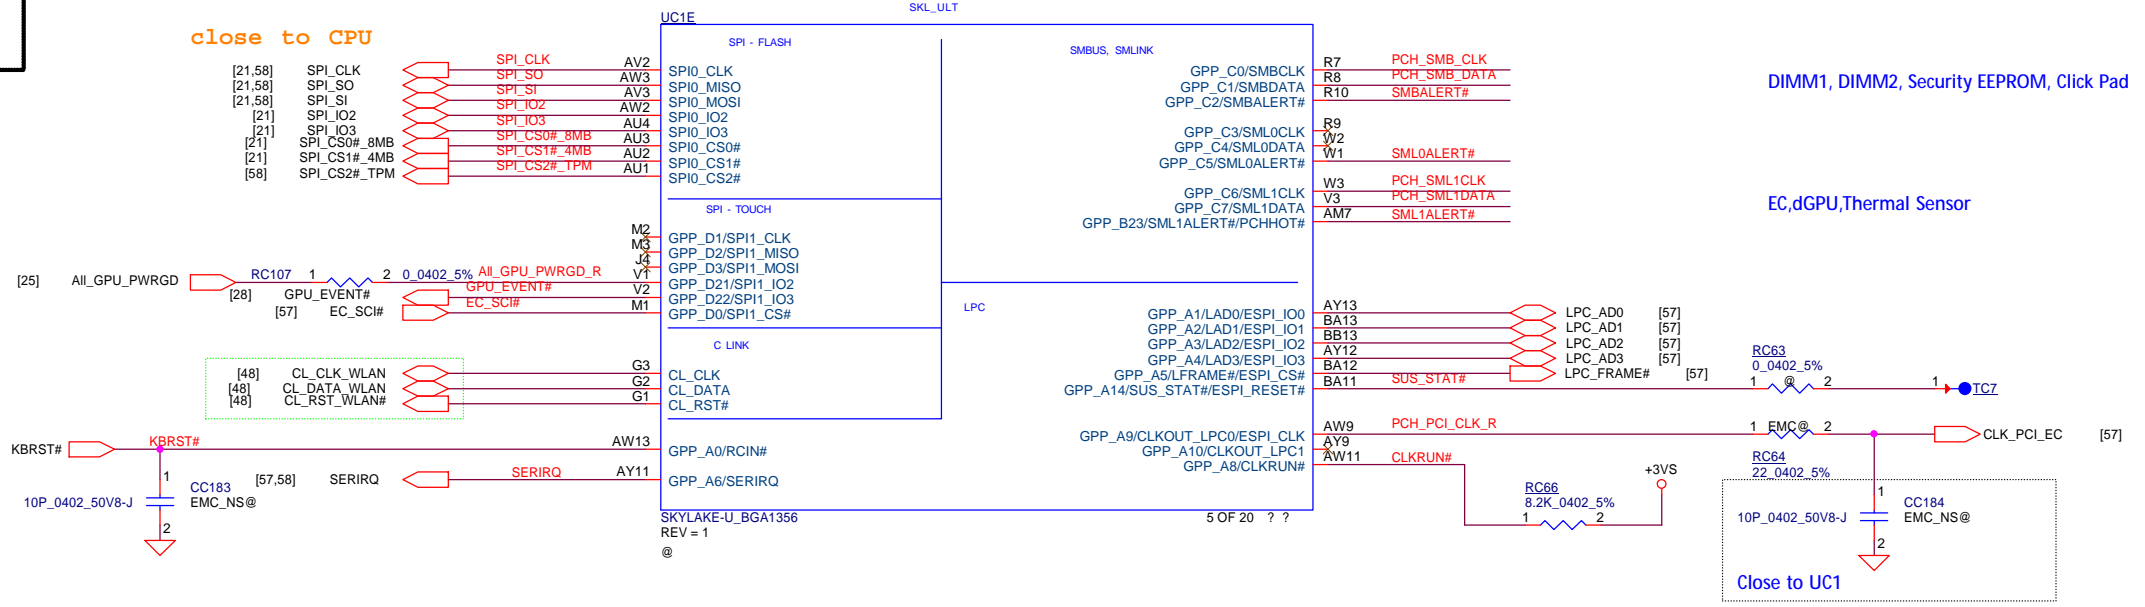 SKL_ULT
UC1E
close to CPU
SPI - FLASH
SMBUS, SMLINK
[21,58] SPI_CLK SPI_CLK AV2 SPI0_CLK
[21,58] SPI_SO SPI_SO AW3 SPI0_MISO
[21,58] SPI_SI SPI_SI AV3 SPI0_MOSI
[21] SPI_IO2 SPI_IO2 AW2 SPI0_IO2
[21] SPI_IO3 SPI_IO3 AU4 SPI0_IO3
[21] SPI_CS0#_8MB SPI_CS0#_8MB AU3 SPI0_CS0#
[21] SPI_CS1#_4MB SPI_CS1#_4MB AU2 SPI0_CS1#
[58] SPI_CS2#_TPM SPI_CS2#_TPM AU1 SPI0_CS2#
GPP_C0/SMBCLK R7 PCH_SMB_CLK
GPP_C1/SMBDATA R8 PCH_SMB_DATA
GPP_C2/SMBALERT# R10 SMBALERT#
DIMM1, DIMM2, Security EEPROM, Click Pad
GPP_C3/SML0CLK R9
GPP_C4/SML0DATA W2
GPP_C5/SML0ALERT# W1 SML0ALERT#
GPP_C6/SML1CLK W3 PCH_SML1CLK
GPP_C7/SML1DATA V3 PCH_SML1DATA
GPP_B23/SML1ALERT#/PCHHOT# AM7 SML1ALERT#
EC,dGPU,Thermal Sensor
SPI - TOUCH
M2 GPP_D1/SPI1_CLK
M3 GPP_D2/SPI1_MISO
J4 GPP_D3/SPI1_MOSI
[25] All_GPU_PWRGD RC107 1 2 0_0402_5% All_GPU_PWRGD_R V1 GPP_D21/SPI1_IO2
[28] GPU_EVENT# GPU_EVENT# V2 GPP_D22/SPI1_IO3
[57] EC_SCI# EC_SCI# M1 GPP_D0/SPI1_CS#
LPC
GPP_A1/LAD0/ESPI_IO0 AY13 LPC_AD0 [57]
GPP_A2/LAD1/ESPI_IO1 BA13 LPC_AD1 [57]
GPP_A3/LAD2/ESPI_IO2 BB13 LPC_AD2 [57]
GPP_A4/LAD3/ESPI_IO3 AY12 LPC_AD3 [57]
GPP_A5/LFRAME#/ESPI_CS# BA12 LPC_FRAME# [57]
GPP_A14/SUS_STAT#/ESPI_RESET# BA11 SUS_STAT# 1 @ 2 1 TC7
RC63
0_0402_5%
C LINK
[48] CL_CLK_WLAN G3 CL_CLK
[48] CL_DATA_WLAN G2 CL_DATA
[48] CL_RST_WLAN# G1 CL_RST#
KBRST# KBRST# AW13 GPP_A0/RCIN#
[57,58] SERIRQ SERIRQ AY11 GPP_A6/SERIRQ
GPP_A9/CLKOUT_LPC0/ESPI_CLK AW9 PCH_PCI_CLK_R 1 EMC@ 2 CLK_PCI_EC [57]
GPP_A10/CLKOUT_LPC1 AY9
GPP_A8/CLKRUN# AW11 CLKRUN#
RC64
22_0402_5%
+3VS
RC66
8.2K_0402_5%
1 2
1
CC183
10P_0402_50V8-J EMC_NS@
2
SKYLAKE-U_BGA1356
REV = 1
@
5 OF 20 ? ?
1
CC184
10P_0402_50V8-J EMC_NS@
2
Close to UC1